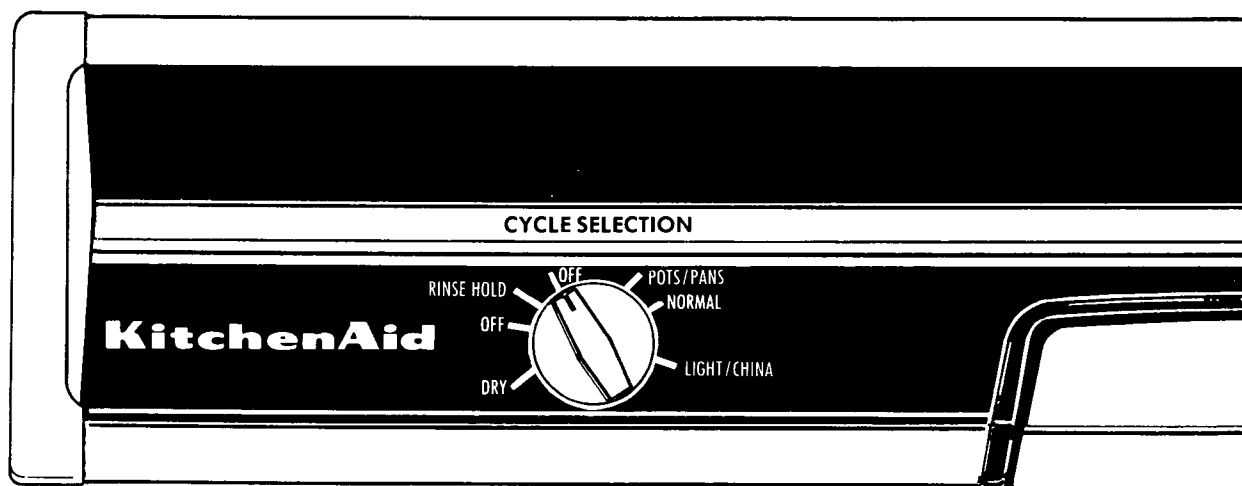 CYCLE SELECTION
OFF
POTS/PANS
RINSE HOLD
NORMAL
OFF
KitchenAid
LIGHT/CHINA
DRY